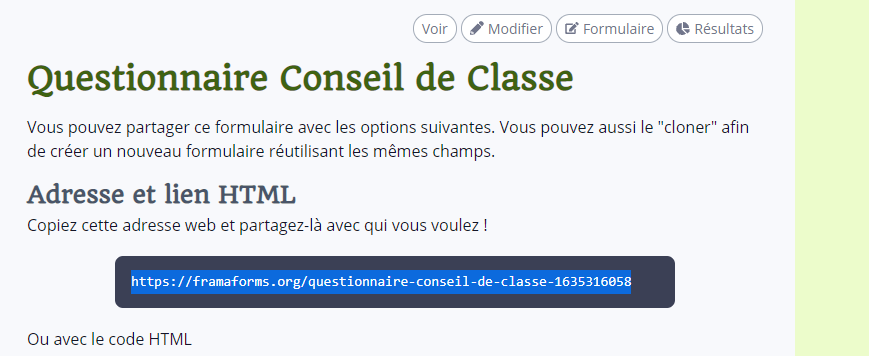 Voir Modifier Formulaire Résultats
Questionnaire Conseil de Classe
Vous pouvez partager ce formulaire avec les options suivantes. Vous pouvez aussi le "cloner" afin
de créer un nouveau formulaire réutilisant les mêmes champs.
Adresse et lien HTML
Copiez cette adresse web et partagez-là avec qui vous voulez !
https://framaforms.org/questionnaire-conseil-de-classe-1635316058
Ou avec le code HTML